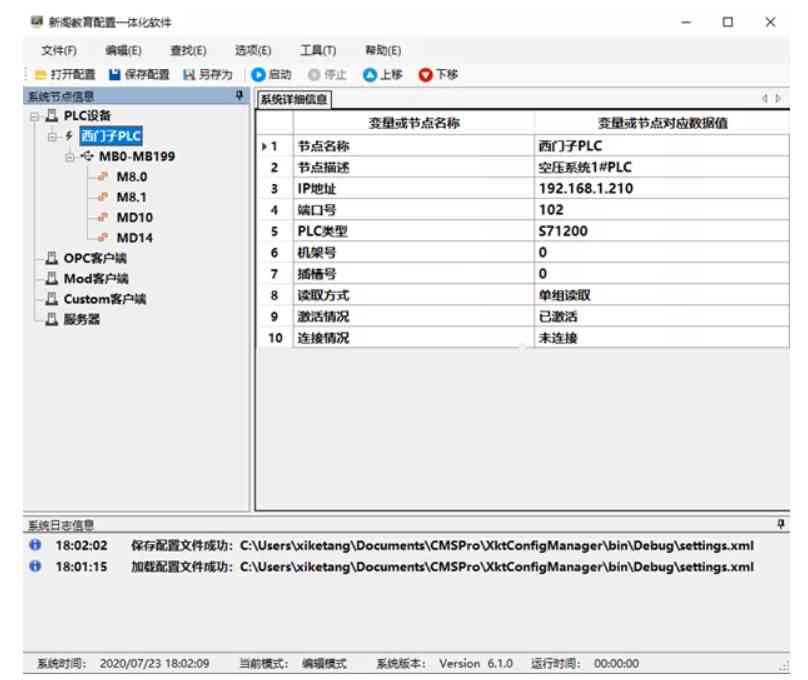 新阁教育配置一体化软件
文件(F) 编辑(E) 查找(E) 选项(E) 工具(T) 帮助(E)
打开配置 保存配置 另存为 启动 停止 上移 下移
系统节点信息
PLC设备
西门子PLC
MB0-MB199
M8.0
M8.1
MD10
MD14
OPC客户端
Mod客户端
Custom客户端
服务器
系统详细信息
变量或节点名称 变量或节点对应数据值
1 节点名称 西门子PLC
2 节点描述 空压系统1#PLC
3 IP地址 192.168.1.210
4 端口号 102
5 PLC类型 S71200
6 机架号 0
7 插槽号 0
8 读取方式 单组读取
9 激活情况 已激活
10 连接情况 未连接
系统日志信息
18:02:02 保存配置文件成功: C:\Users\xiketang\Documents\CMSPro\XktConfigManager\bin\Debug\settings.xml
18:01:15 加载配置文件成功: C:\Users\xiketang\Documents\CMSPro\XktConfigManager\bin\Debug\settings.xml
系统时间: 2020/07/23 18:02:09 当前模式: 编辑模式 系统版本: Version 6.1.0 运行时间: 00:00:00